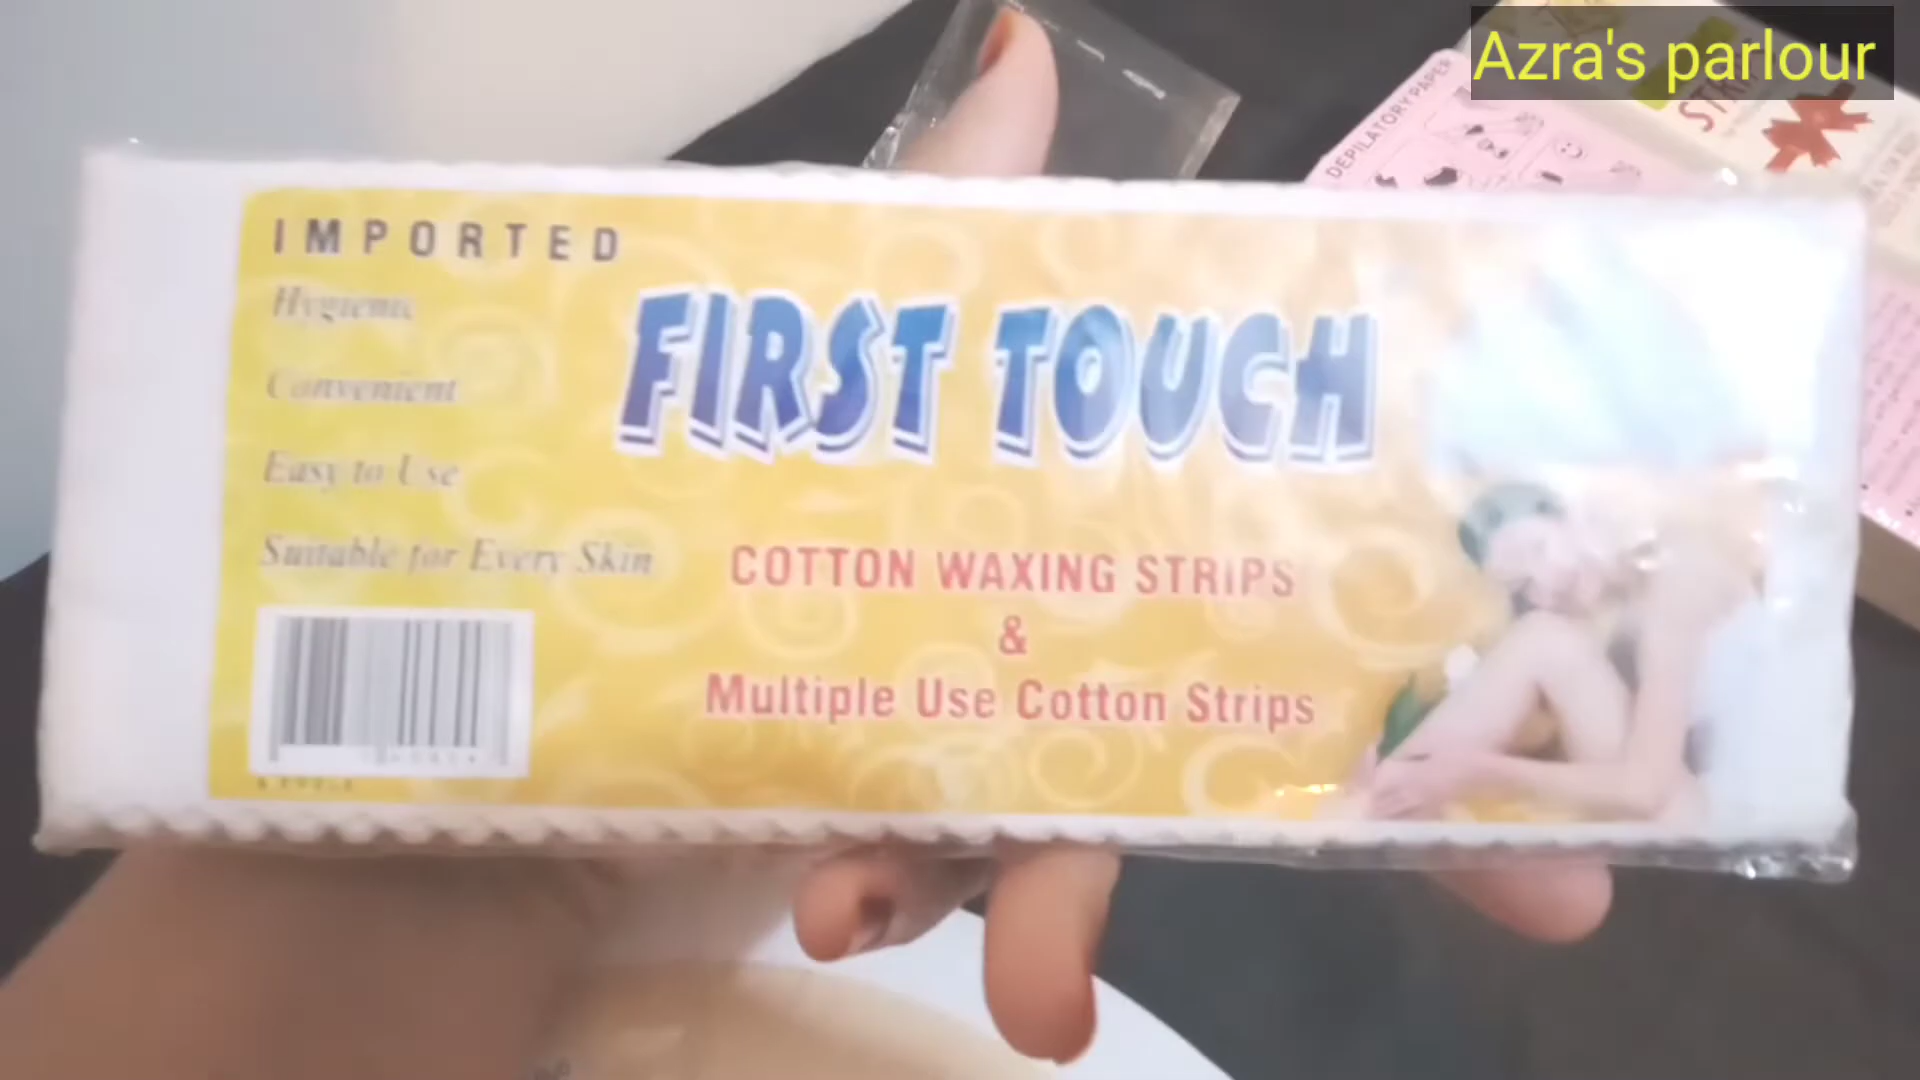 Azra's parlour
DEPILATORY PAPER
IMPORTED
Hygienic
Convenient
Easy to Use
Suitable for Every Skin
FIRST TOUCH
COTTON WAXING STRIPS
&
Multiple Use Cotton Strips